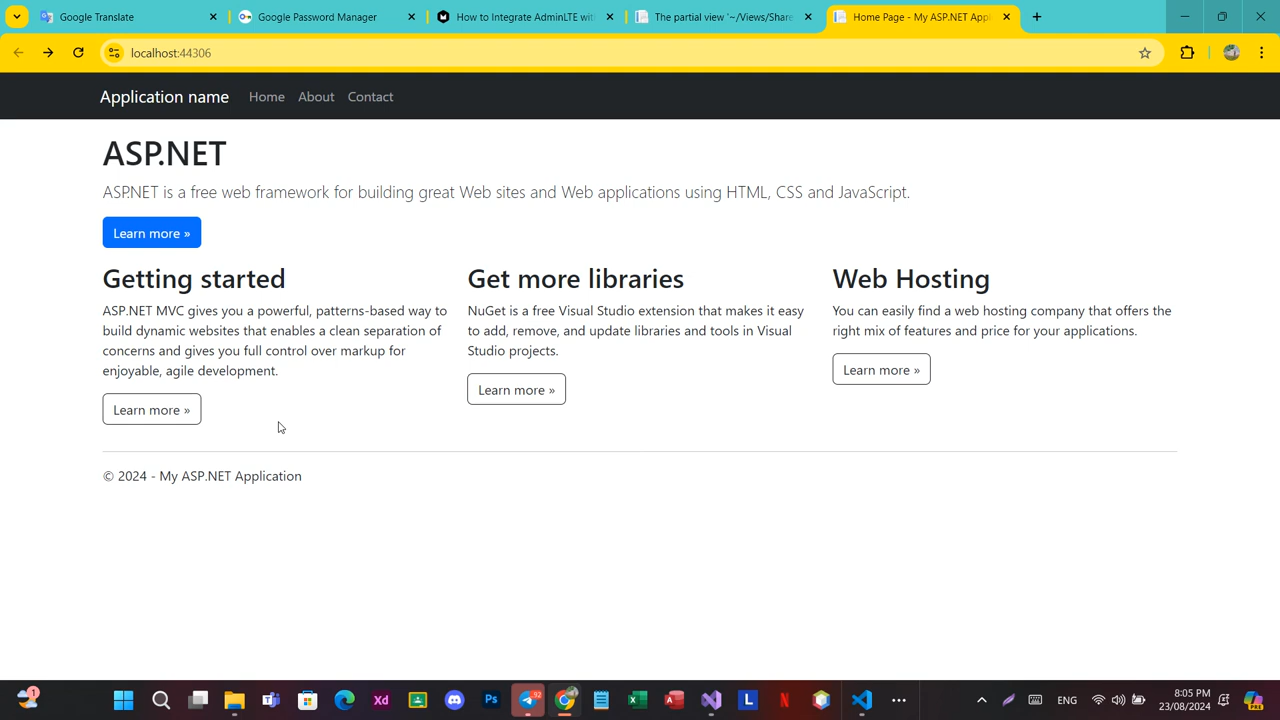 Google Translate
Google Password Manager
How to Integrate AdminLTE wit
The partial view '~/Views/Share
Home Page - My ASP.NET Appl
localhost:44306
Application name
Home
About
Contact
ASP.NET
ASP.NET is a free web framework for building great Web sites and Web applications using HTML, CSS and JavaScript.
Learn more »
Getting started
ASP.NET MVC gives you a powerful, patterns-based way to
build dynamic websites that enables a clean separation of
concerns and gives you full control over markup for
enjoyable, agile development.
Learn more »
Get more libraries
NuGet is a free Visual Studio extension that makes it easy
to add, remove, and update libraries and tools in Visual
Studio projects.
Learn more »
Web Hosting
You can easily find a web hosting company that offers the
right mix of features and price for your applications.
Learn more »
© 2024 - My ASP.NET Application
1
Xd
Ps
92
L
N
ENG
8:05 PM
23/08/2024
PRE